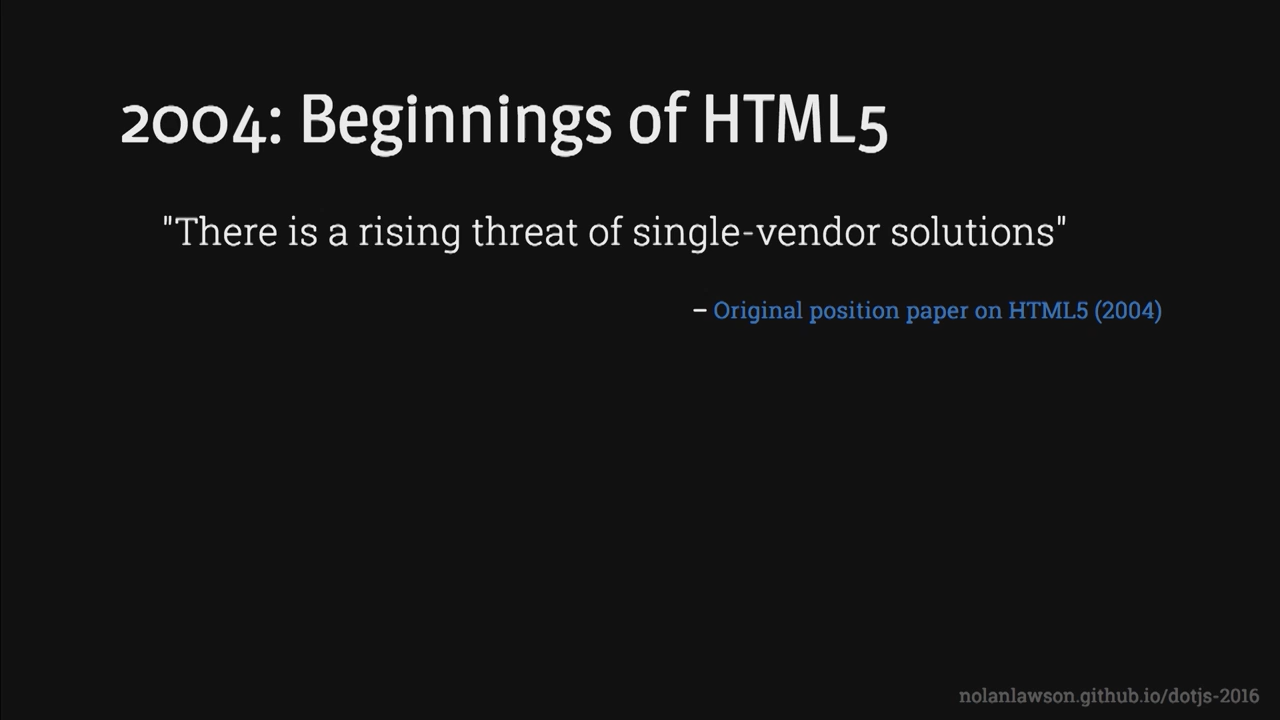 2004: Beginnings of HTML5
"There is a rising threat of single-vendor solutions"
– Original position paper on HTML5 (2004)
nolanlawson.github.io/dotjs-2016